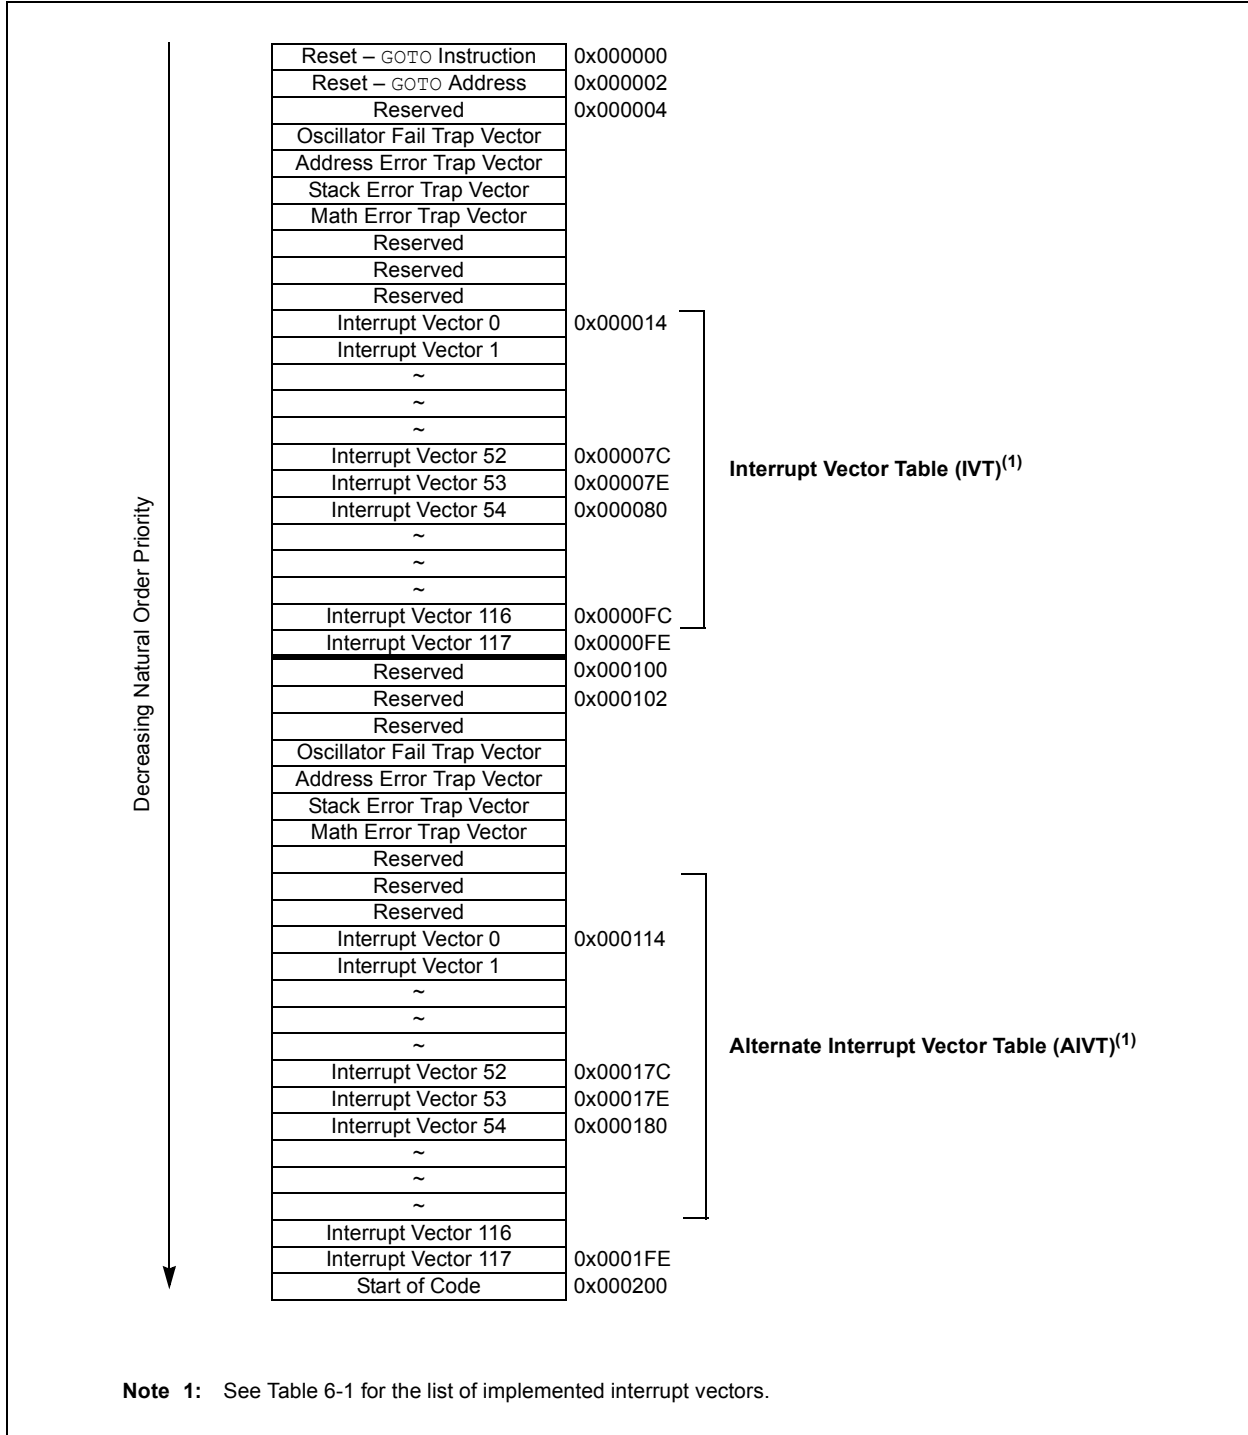 Reset – GOTO Instruction 0x000000
Reset – GOTO Address 0x000002
Reserved 0x000004
Oscillator Fail Trap Vector
Address Error Trap Vector
Stack Error Trap Vector
Math Error Trap Vector
Reserved
Reserved
Reserved
Interrupt Vector 0 0x000014
Interrupt Vector 1
~
~
~
Interrupt Vector 52 0x00007C
Interrupt Vector Table (IVT)(1)
Interrupt Vector 53 0x00007E
Interrupt Vector 54 0x000080
~
~
~
Interrupt Vector 116 0x0000FC
Interrupt Vector 117 0x0000FE
Decreasing Natural Order Priority
Reserved 0x000100
Reserved 0x000102
Reserved
Oscillator Fail Trap Vector
Address Error Trap Vector
Stack Error Trap Vector
Math Error Trap Vector
Reserved
Reserved
Reserved
Interrupt Vector 0 0x000114
Interrupt Vector 1
~
~
~
Alternate Interrupt Vector Table (AIVT)(1)
Interrupt Vector 52 0x00017C
Interrupt Vector 53 0x00017E
Interrupt Vector 54 0x000180
~
~
~
Interrupt Vector 116
Interrupt Vector 117 0x0001FE
Start of Code 0x000200
Note 1: See Table 6-1 for the list of implemented interrupt vectors.